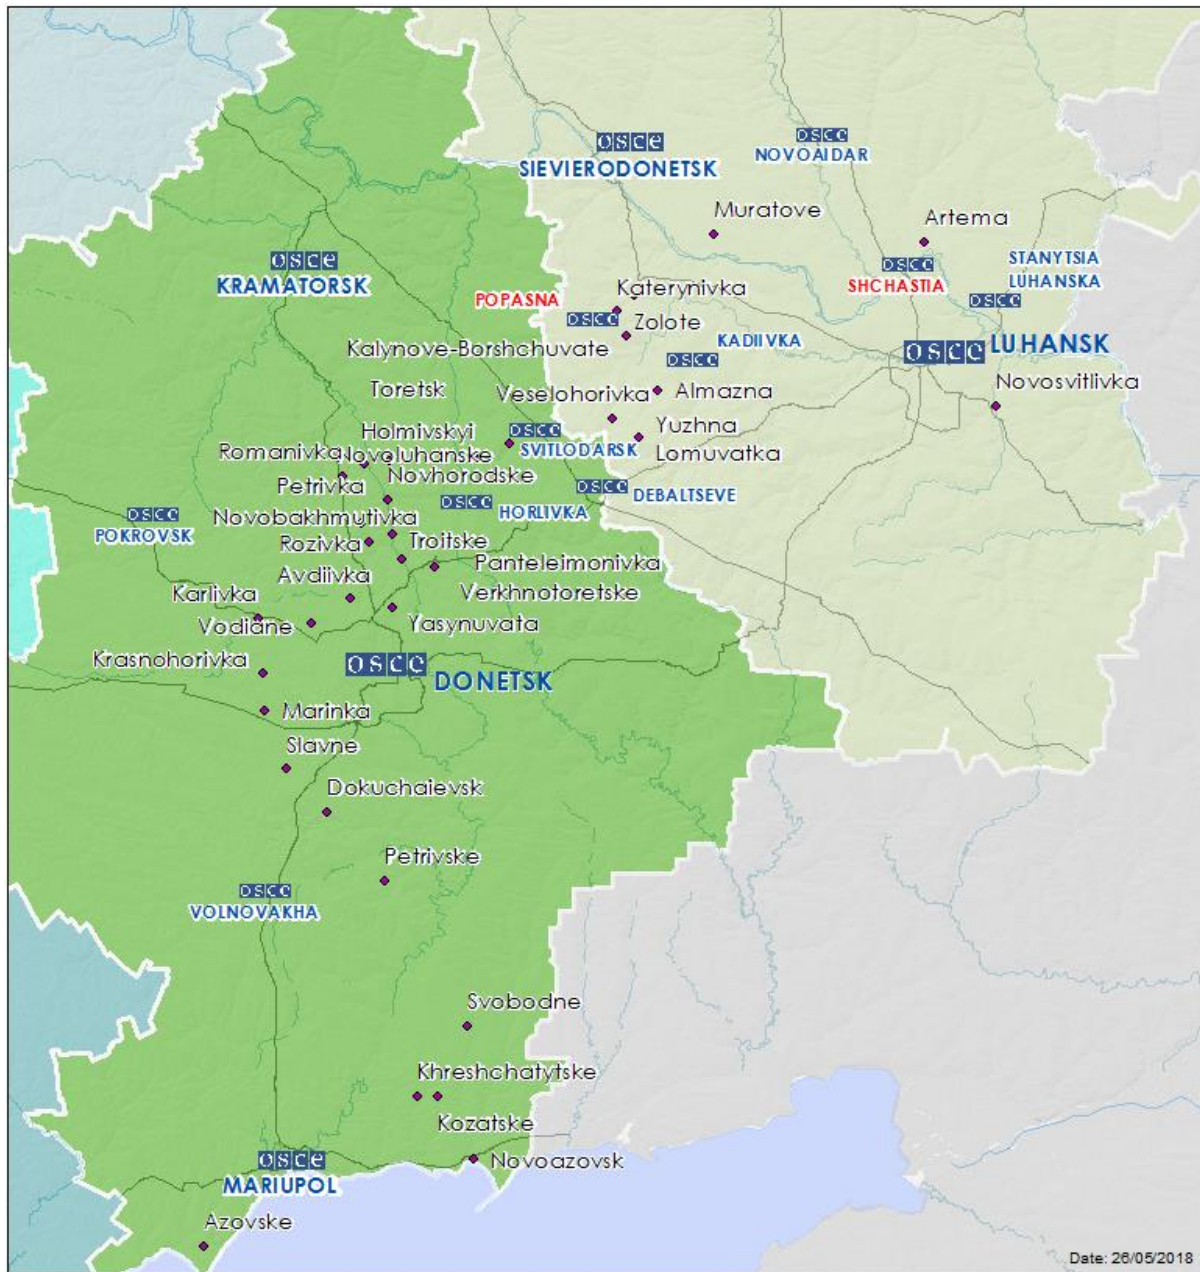 osce
SIEVIERODONETSK
osce
NOVOAIDAR
Muratove
Artema
osce
KRAMATORSK
osce
SHCHASTIA
STANYTSIA
LUHANSKA
osce
POPASNA
Katerynivka
osce
Zolote
KADIIVKA
osce
LUHANSK
Kalynove-Borshchuvate
osce
Toretsk
Veselohorivka
Almazna
Novosvitlivka
Holmivskyi
osce
SVITLODARSK
Yuzhna
Lomuvatka
Romanivka
Novoluhanske
Novhorodske
Petrivka
osce
DEBALTSEVE
osce
HORLIVKA
osce
POKROVSK
Novobakhmutivka
Rozivka
Troitske
Panteleimonivka
Avdiivka
Verkhnotoretske
Karlivka
Vodiane
Yasynuvata
Krasnohorivka
osce
DONETSK
Marinka
Slavne
Dokuchaievsk
Petrivske
osce
VOLNOVAKHA
Svobodne
Khreshchatytske
Kozatske
osce
MARIUPOL
Novoazovsk
Azovske
Date: 26/05/2018